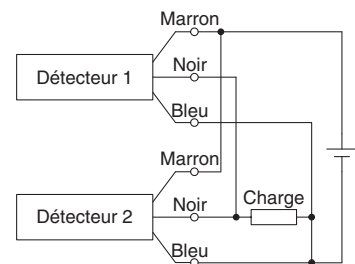 Marron
Détecteur 1
Noir
Bleu
Marron
Détecteur 2
Noir
Charge
Bleu